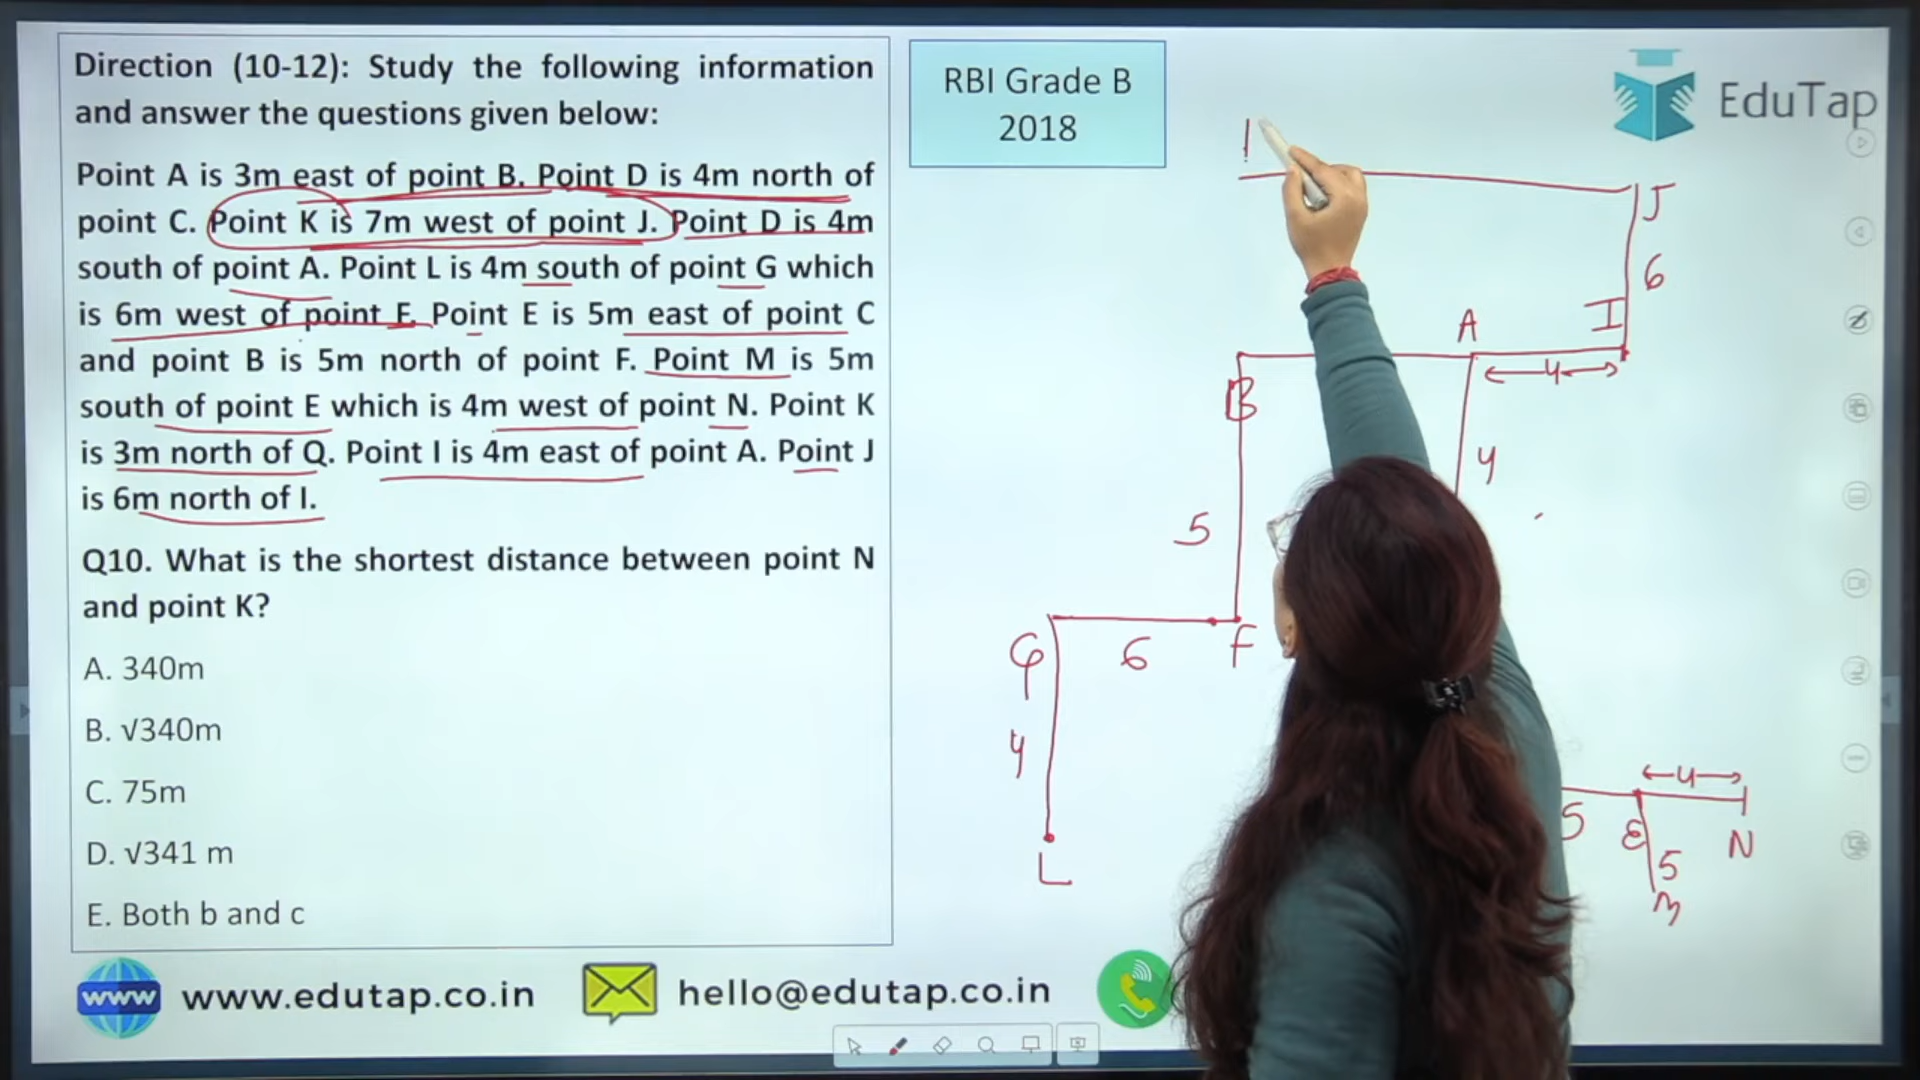 Direction (10-12): Study the following information
and answer the questions given below:
Point A is 3m east of point B. Point D is 4m north of
point C. Point K is 7m west of point J. Point D is 4m
south of point A. Point L is 4m south of point G which
is 6m west of point F. Point E is 5m east of point C
and point B is 5m north of point F. Point M is 5m
south of point E which is 4m west of point N. Point K
is 3m north of Q. Point I is 4m east of point A. Point J
is 6m north of I.
Q10. What is the shortest distance between point N
and point K?
A. 340m
B. √340m
C. 75m
D. √341 m
E. Both b and c
RBI Grade B
2018
EduTap
J
6
A
I
4
B
4
5
G
6
F
4
4
5
E
N
5
L
M
www
www.edutap.co.in
hello@edutap.co.in